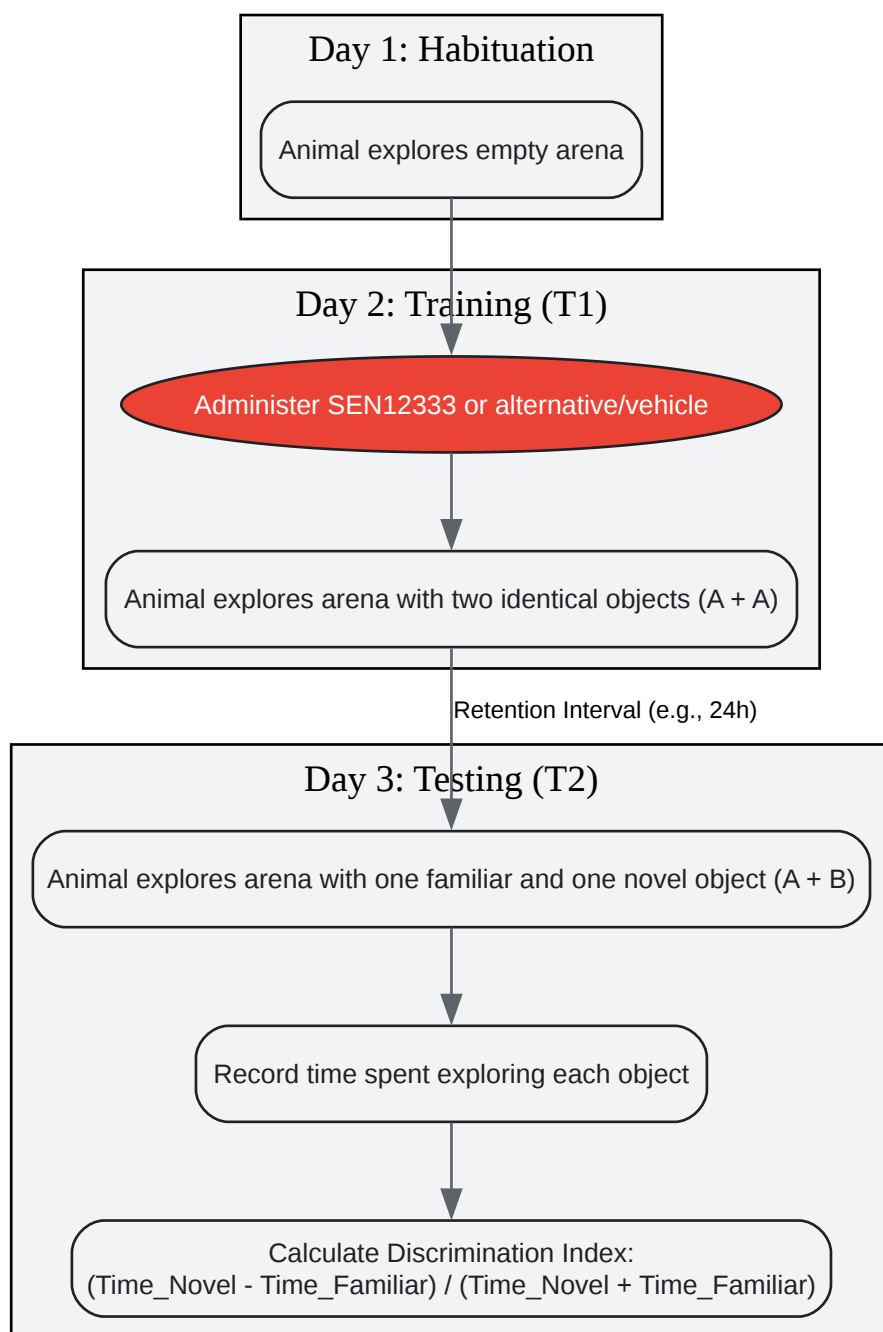 Day 1: Habituation
Animal explores empty arena
Day 2: Training (T1)
Administer SEN12333 or alternative/vehicle
Animal explores arena with two identical objects (A + A)
Retention Interval (e.g., 24h)
Day 3: Testing (T2)
Animal explores arena with one familiar and one novel object (A + B)
Record time spent exploring each object
Calculate Discrimination Index:
(Time_Novel - Time_Familiar) / (Time_Novel + Time_Familiar)